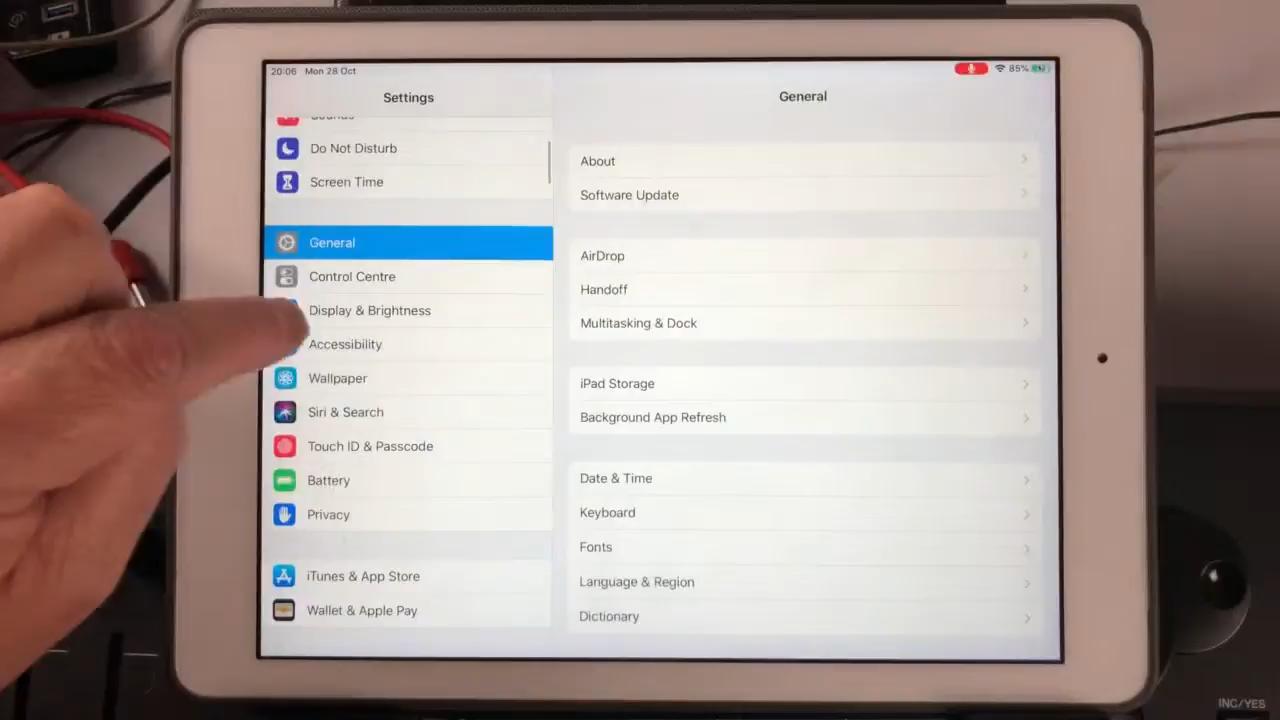 20:06 Mon 28 Oct
85%
Settings
General
Sounds
Do Not Disturb
Screen Time
General
Control Centre
Display & Brightness
Accessibility
Wallpaper
Siri & Search
Touch ID & Passcode
Battery
Privacy
iTunes & App Store
Wallet & Apple Pay
About
Software Update
AirDrop
Handoff
Multitasking & Dock
iPad Storage
Background App Refresh
Date & Time
Keyboard
Fonts
Language & Region
Dictionary
INC/YES